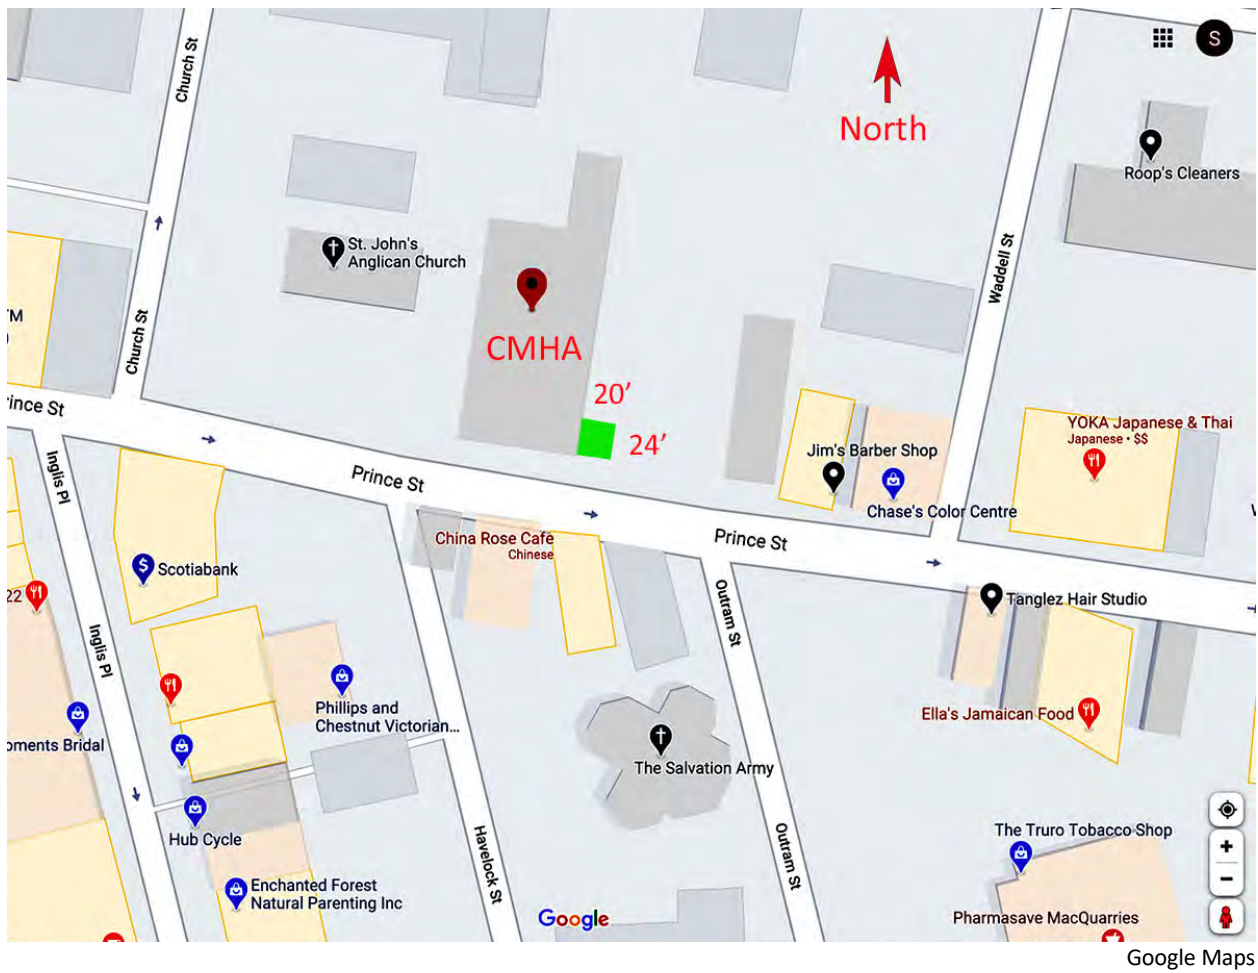 Church St
North
S
Roop's Cleaners
St. John's
Anglican Church
Waddell St
Church St
CMHA
20'
24'
Prince St
YOKA Japanese & Thai
Japanese • $$
Jim's Barber Shop
Chase's Color Centre
Inglis Pl
Prince St
Prince St
China Rose Cafe
Chinese
Scotiabank
$
22
Outram St
Tanglez Hair Studio
Inglis Pl
Phillips and
Chestnut Victorian...
Ella's Jamaican Food
oments Bridal
The Salvation Army
Hub Cycle
Havelock St
Outram St
The Truro Tobacco Shop
Enchanted Forest
Natural Parenting Inc
Google
Pharmasave MacQuarries
Google Maps